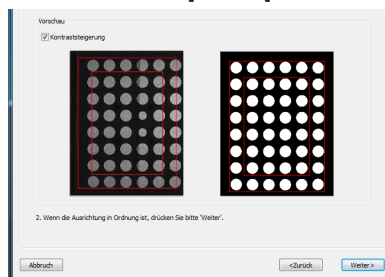 Vorschau
Kontraststeigerung
2. Wenn die Ausrichtung in Ordnung ist, drücken Sie bitte 'Weiter'.
Abbruch
<Zurück
Weiter>